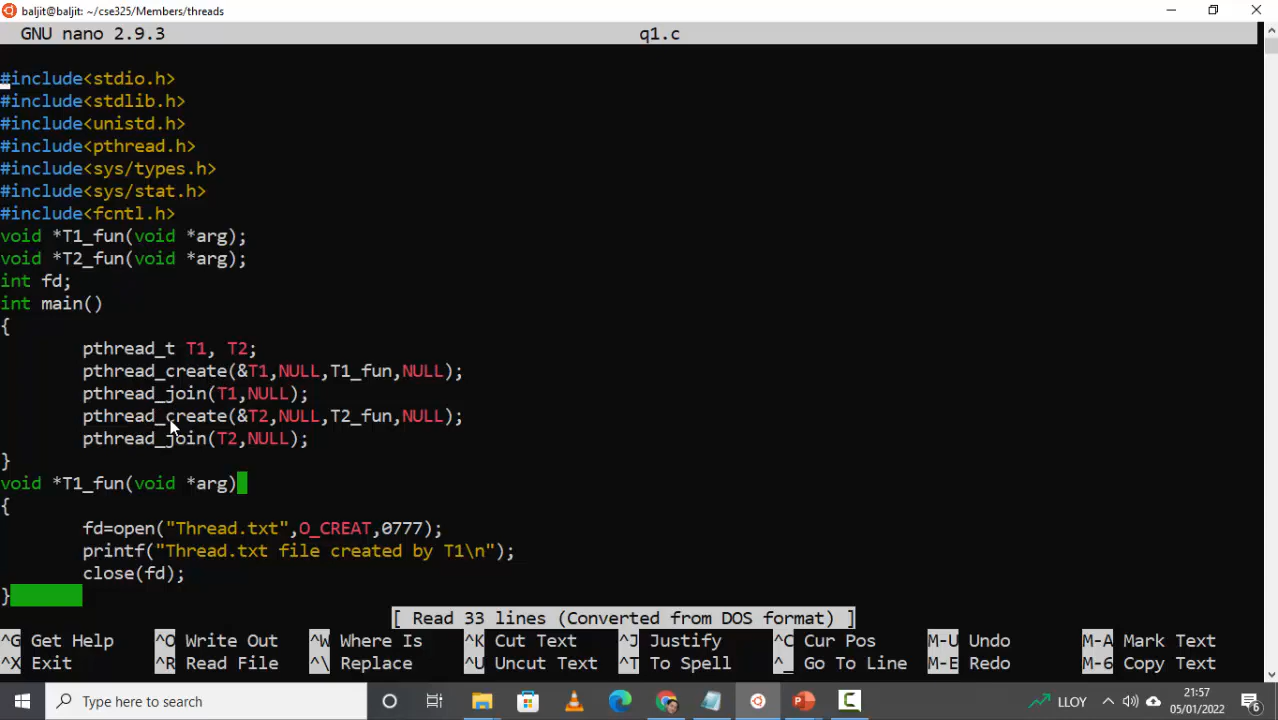 baljit@baljit: ~/cse325/Members/threads
GNU nano 2.9.3 q1.c
#include<stdio.h>
#include<stdlib.h>
#include<unistd.h>
#include<pthread.h>
#include<sys/types.h>
#include<sys/stat.h>
#include<fcntl.h>
void *T1_fun(void *arg);
void *T2_fun(void *arg);
int fd;
int main()
{
pthread_t T1, T2;
pthread_create(&T1,NULL,T1_fun,NULL);
pthread_join(T1,NULL);
pthread_create(&T2,NULL,T2_fun,NULL);
pthread_join(T2,NULL);
}
void *T1_fun(void *arg)
{
fd=open("Thread.txt",O_CREAT,0777);
printf("Thread.txt file created by T1\n");
close(fd);
}
[ Read 33 lines (Converted from DOS format) ]
^G Get Help ^O Write Out ^W Where Is ^K Cut Text ^J Justify ^C Cur Pos M-U Undo M-A Mark Text
^X Exit ^R Read File ^\ Replace ^U Uncut Text ^T To Spell ^_ Go To Line M-E Redo M-6 Copy Text
Type here to search
LLOY
21:57
05/01/2022
6